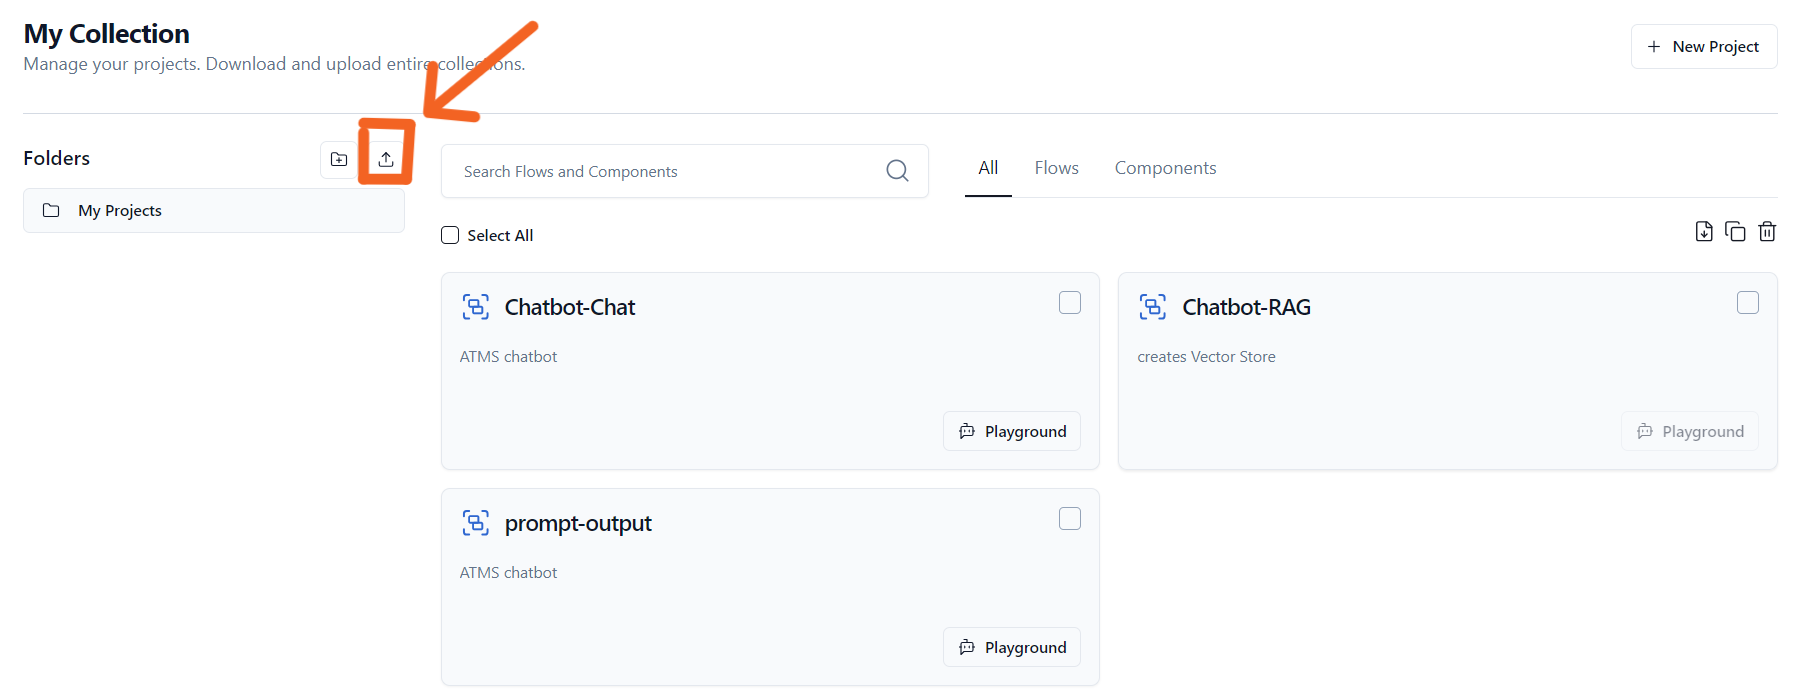 My Collection
Manage your projects. Download and upload entire collections.
New Project
Folders
My Projects
Search Flows and Components
All
Flows
Components
Select All
Chatbot-Chat
ATMS chatbot
Playground
Chatbot-RAG
creates Vector Store
Playground
prompt-output
ATMS chatbot
Playground